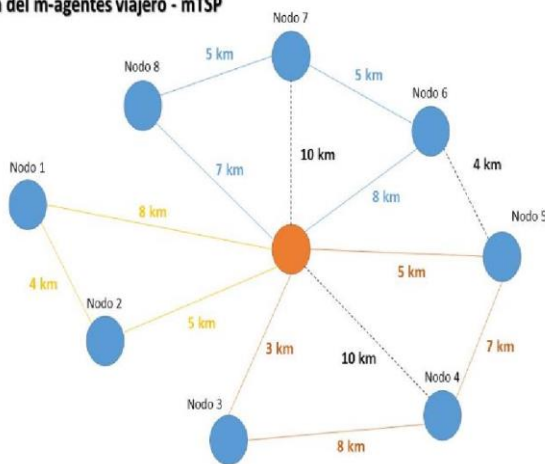 del m-agentes viajero - mTSP
Nodo 7
5 km
Nodo 8
5 km
Nodo 6
10 km
4 km
Nodo 1
7 km
8 km
8 km
Nodo 5
5 km
4 km
Nodo 2
5 km
3 km
10 km
7 km
Nodo 4
Nodo 3
8 km